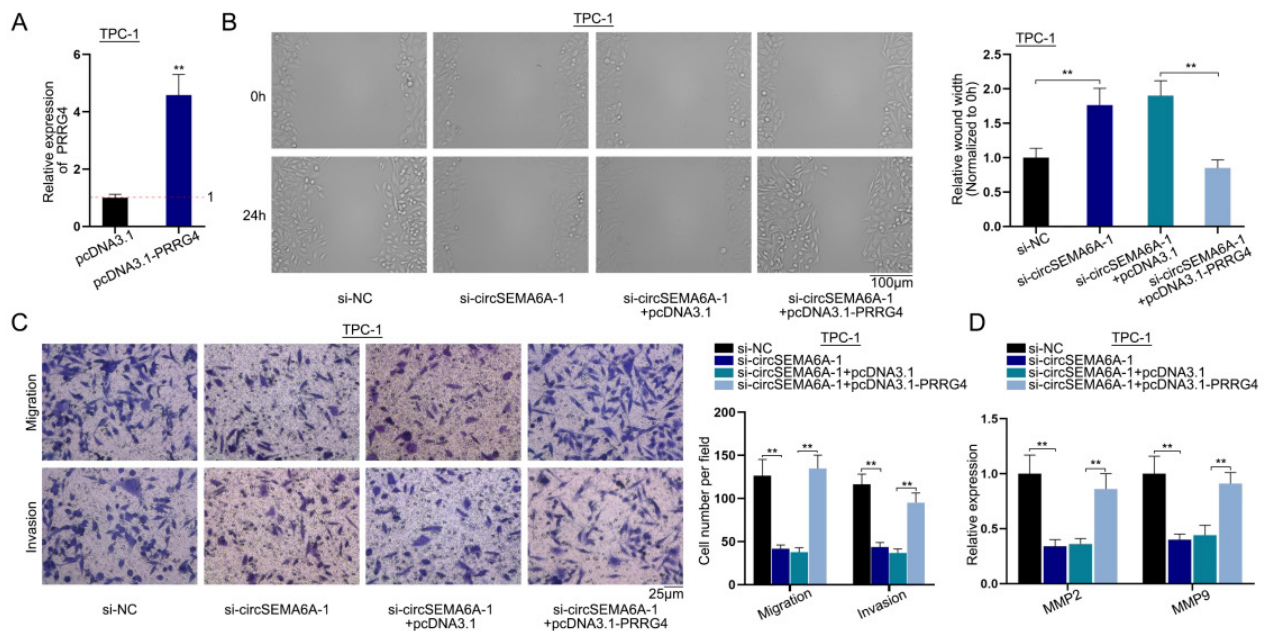 A
TPC-1
Relative expression
of PRRG4
6
4
2
0
**
1
pcDNA3.1
pcDNA3.1-PRRG4
B
TPC-1
0h
24h
100μm
si-NC
si-circSEMA6A-1
si-circSEMA6A-1
+pcDNA3.1
si-circSEMA6A-1
+pcDNA3.1-PRRG4
TPC-1
Relative wound width
(Normalized to 0h)
2.5
2.0
1.5
1.0
0.5
0.0
**
**
si-NC
si-circSEMA6A-1
si-circSEMA6A-1
+pcDNA3.1
si-circSEMA6A-1
+pcDNA3.1-PRRG4
C
TPC-1
Migration
Invasion
25μm
si-NC
si-circSEMA6A-1
si-circSEMA6A-1
+pcDNA3.1
si-circSEMA6A-1
+pcDNA3.1-PRRG4
TPC-1
si-NC
si-circSEMA6A-1
si-circSEMA6A-1+pcDNA3.1
si-circSEMA6A-1+pcDNA3.1-PRRG4
Cell number per field
200
150
100
50
0
**
**
**
**
Migration
Invasion
D
TPC-1
si-NC
si-circSEMA6A-1
si-circSEMA6A-1+pcDNA3.1
si-circSEMA6A-1+pcDNA3.1-PRRG4
Relative expression
1.5
1.0
0.5
0.0
**
**
**
**
MMP2
MMP9